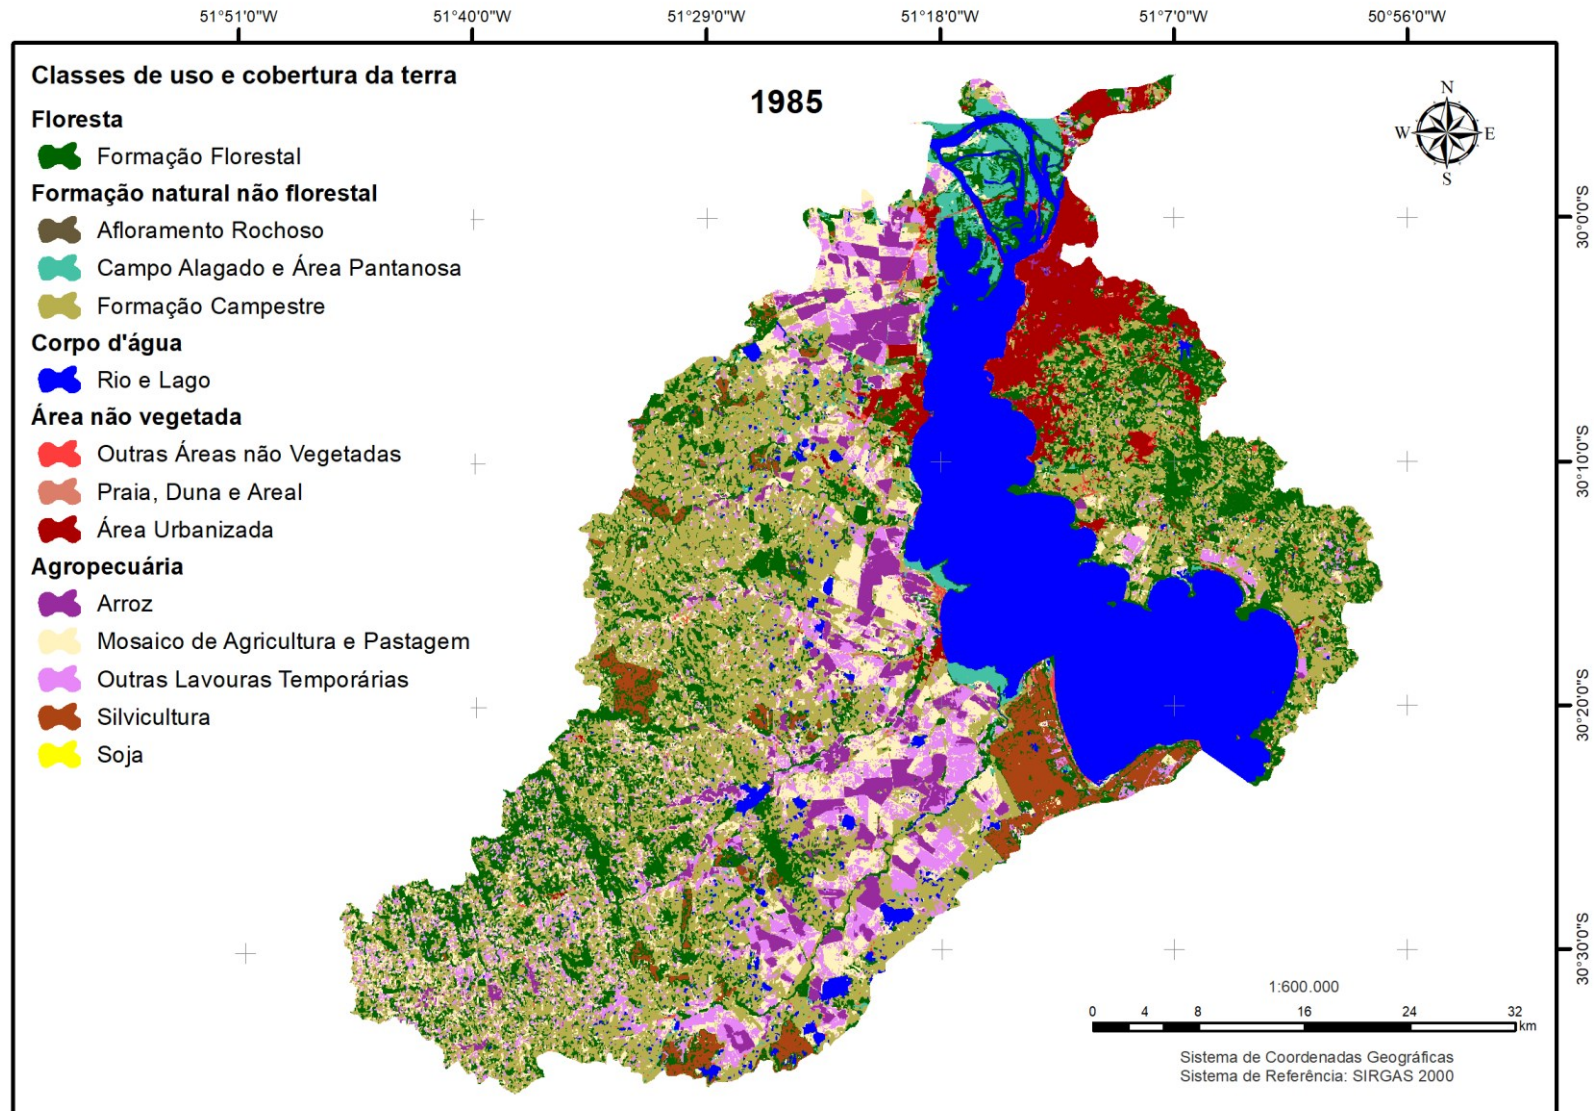 51°51'0"W 51°40'0"W 51°29'0"W 51°18'0"W 51°7'0"W 50°56'0"W
Classes de uso e cobertura da terra
1985
Floresta
Formação Florestal
Formação natural não florestal
Afloramento Rochoso
Campo Alagado e Área Pantanosa
Formação Campestre
Corpo d'água
Rio e Lago
Área não vegetada
Outras Áreas não Vegetadas
Praia, Duna e Areal
Área Urbanizada
Agropecuária
Arroz
Mosaico de Agricultura e Pastagem
Outras Lavouras Temporárias
Silvicultura
Soja
N
W E
S
30°0'0"S
30°10'0"S
30°20'0"S
30°30'0"S
1:600.000
0 4 8 16 24 32
km
Sistema de Coordenadas Geográficas
Sistema de Referência: SIRGAS 2000